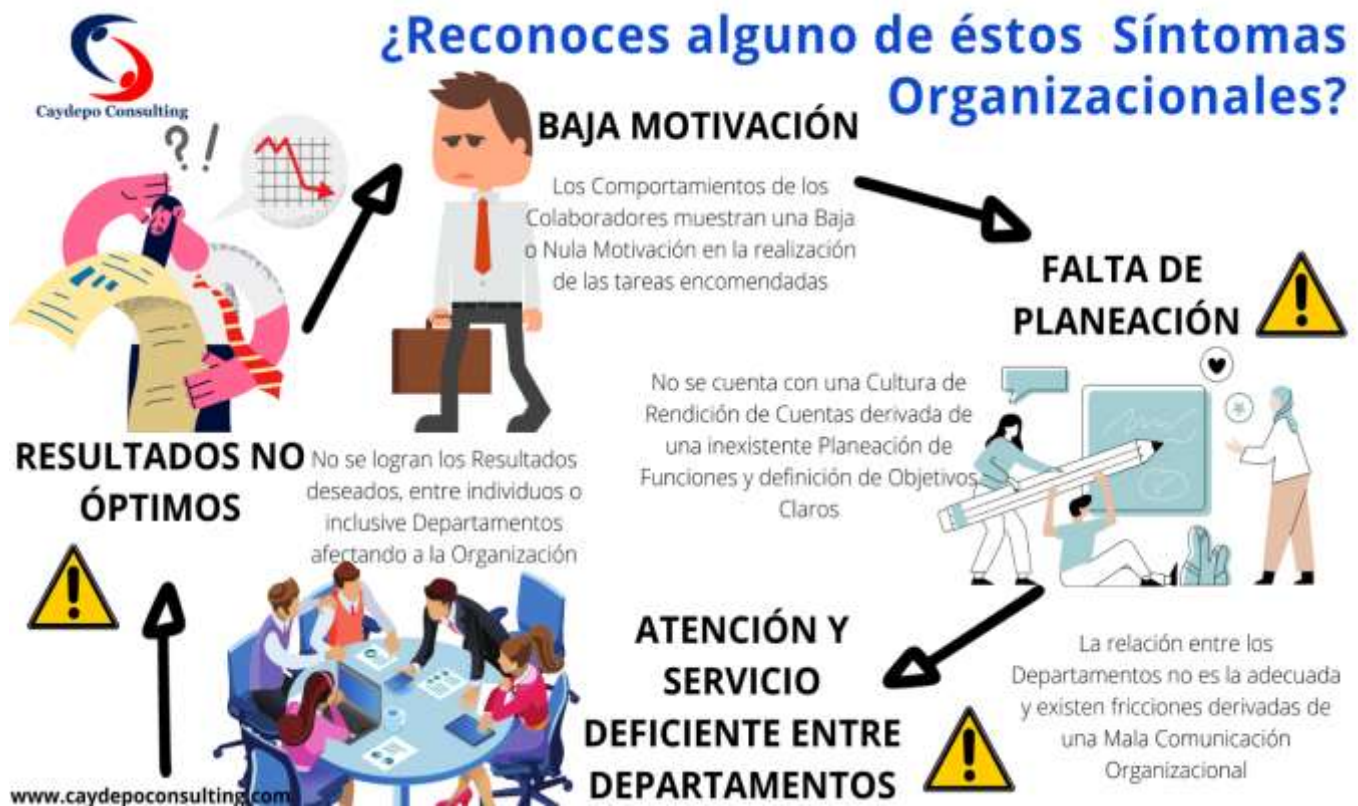 Caydepo Consulting
¿Reconoces alguno de éstos Síntomas
Organizacionales?
?!
BAJA MOTIVACIÓN
Los Comportamientos de los
Colaboradores muestran una Baja
o Nula Motivación en la realización
de las tareas encomendadas
FALTA DE
PLANEACIÓN
No se cuenta con una Cultura de
Rendición de Cuentas derivada de
una inexistente Planeación de
Funciones y definición de Objetivos
Claros
RESULTADOS NO
ÓPTIMOS
No se logran los Resultados
deseados, entre individuos o
inclusive Departamentos
afectando a la Organización
ATENCIÓN Y
SERVICIO
DEFICIENTE ENTRE
DEPARTAMENTOS
La relación entre los
Departamentos no es la adecuada
y existen fricciones derivadas de
una Mala Comunicación
Organizacional
www.caydepoconsulting.com